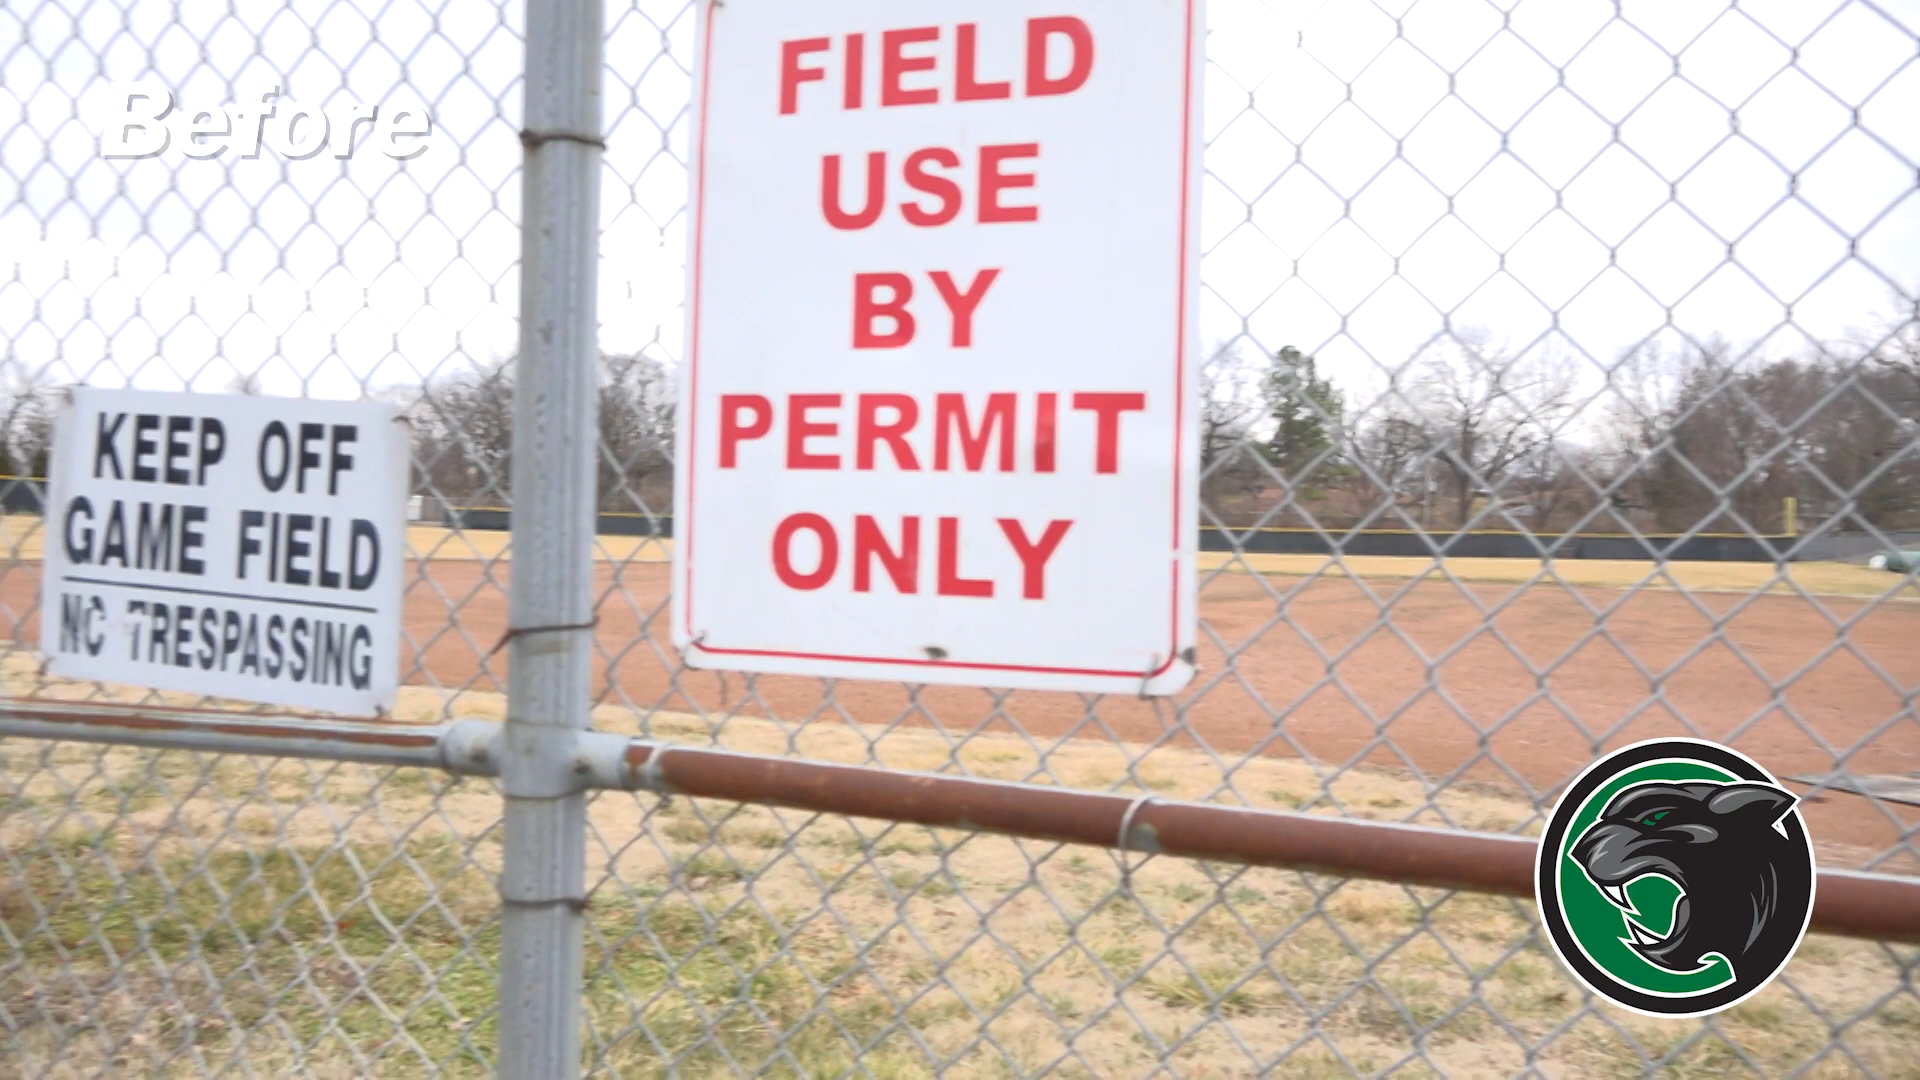 Before
FIELD
USE
BY
PERMIT
ONLY
KEEP OFF
GAME FIELD
NO TRESPASSING